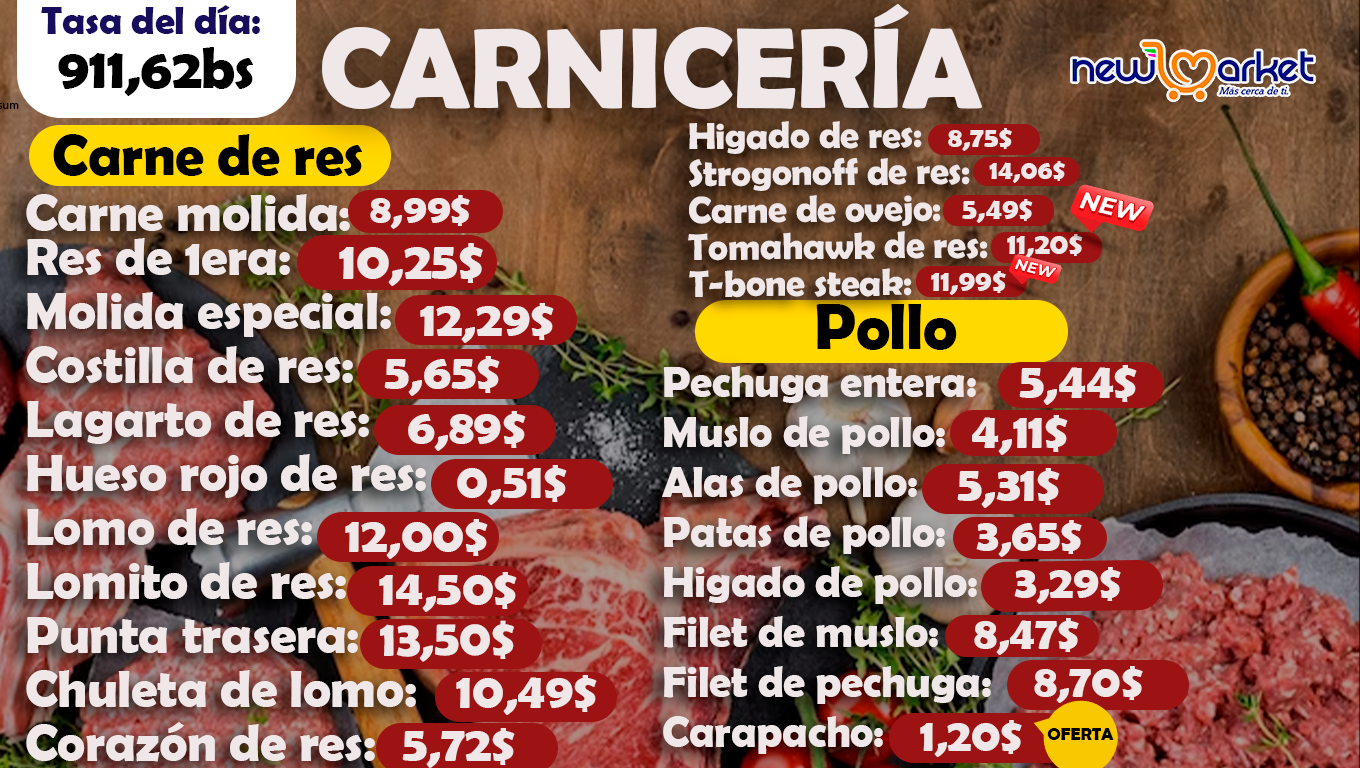 Tasa del día:
911,62bs
sum
CARNICERÍA
new market
Más cerca de ti.
Carne de res
Carne molida: 8,99$
Res de 1era: 10,25$
Molida especial: 12,29$
Costilla de res: 5,65$
Lagarto de res: 6,89$
Hueso rojo de res: 0,51$
Lomo de res: 12,00$
Lomito de res: 14,50$
Punta trasera: 13,50$
Chuleta de lomo: 10,49$
Corazón de res: 5,72$
Higado de res: 8,75$
Strogonoff de res: 14,06$
Carne de ovejo: 5,49$
NEW
Tomahawk de res: 11,20$
NEW
T-bone steak: 11,99$
Pollo
Pechuga entera: 5,44$
Muslo de pollo: 4,11$
Alas de pollo: 5,31$
Patas de pollo: 3,65$
Higado de pollo: 3,29$
Filet de muslo: 8,47$
Filet de pechuga: 8,70$
Carapacho: 1,20$
OFERTA